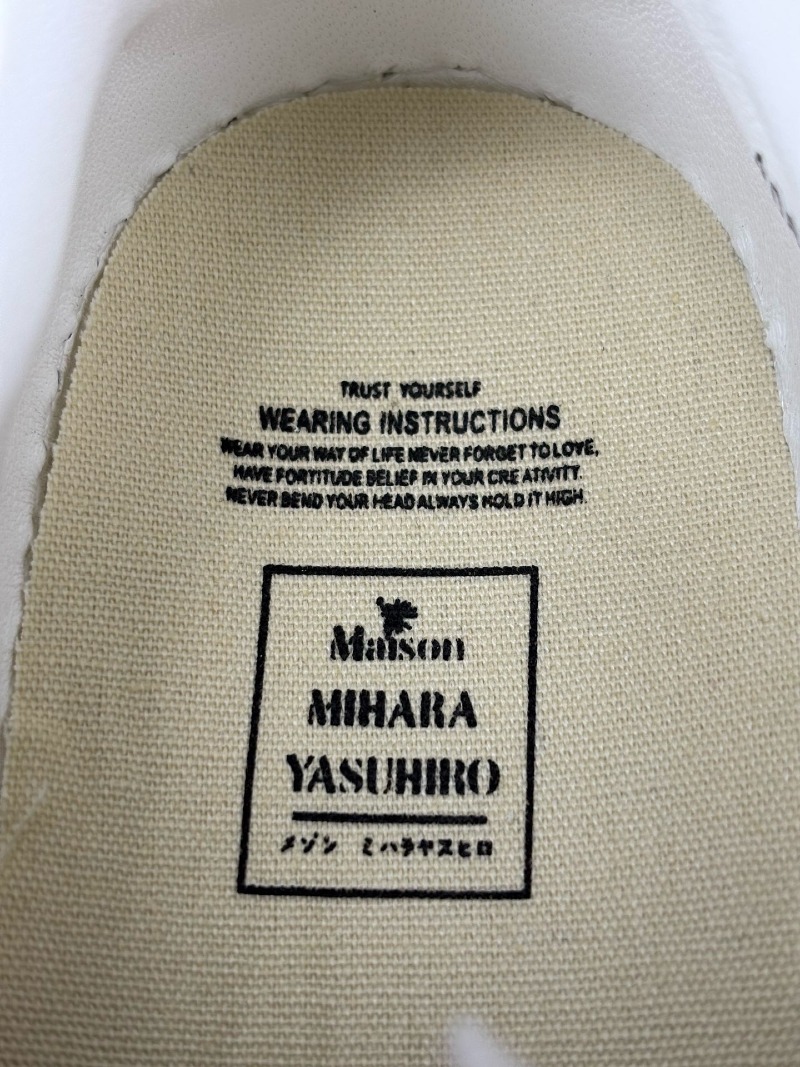 TRUST YOURSELF
WEARING INSTRUCTIONS
WEAR YOUR WAY OF LIFE NEVER FORGET TO LOVE,
HAVE FORTITUDE BELIEF IN YOUR CREATIVITY.
NEVER BEND YOUR HEAD ALWAYS HOLD IT HIGH.
Maison
MIHARA
YASUHIRO
メゾン ミハラヤスヒロ